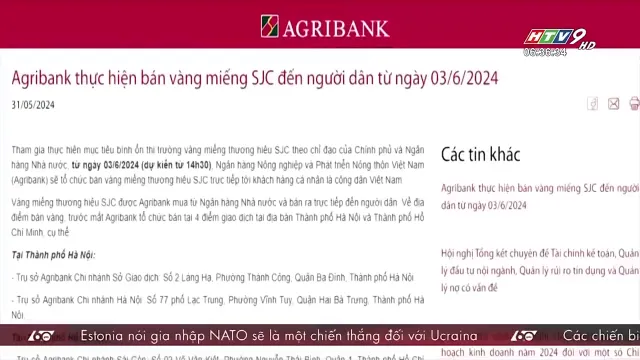 AGRIBANK
HTV9 HD
06:36:34
Agribank thực hiện bán vàng miếng SJC đến người dân từ ngày 03/6/2024
31/05/2024
Tham gia thực hiện mục tiêu bình ổn thị trường vàng miếng thương hiệu SJC theo chỉ đạo của Chính phủ và Ngân
hàng Nhà nước, từ ngày 03/6/2024 (dự kiến từ 14h30), Ngân hàng Nông nghiệp và Phát triển Nông thôn Việt Nam
(Agribank) sẽ tổ chức bán vàng miếng thương hiệu SJC trực tiếp tới khách hàng cá nhân là công dân Việt Nam
Vàng miếng thương hiệu SJC được Agribank mua từ Ngân hàng Nhà nước và bán ra trực tiếp đến người dân. Về địa
điểm bán vàng, trước mắt Agribank tổ chức bán tại 4 điểm giao dịch tại địa bàn Thành phố Hà Nội và Thành phố Hồ
Chí Minh, cụ thể:
Tại Thành phố Hà Nội:
- Trụ sở Agribank Chi nhánh Sở Giao dịch: Số 2 Láng Hạ, Phường Thành Công, Quận Ba Đình, Thành phố Hà Nội
- Trụ sở Agribank Chi nhánh Hà Nội: Số 77 phố Lạc Trung, Phường Vĩnh Tuy, Quận Hai Bà Trưng, Thành phố Hà
Nội
Các tin khác
Agribank thực hiện bán vàng miếng SJC đến người
dân từ ngày 03/6/2024
Hội nghị Tổng kết chuyên đề Tài chính kế toán, Quản
lý đầu tư nội ngành, Quản lý rủi ro tín dụng và Quản
lý nợ có vấn đề
60 Estonia nói gia nhập NATO sẽ là một chiến thắng đối với Ucraina 60 Các chiến bị
hoạch kinh doanh năm 2024 đối với một số C